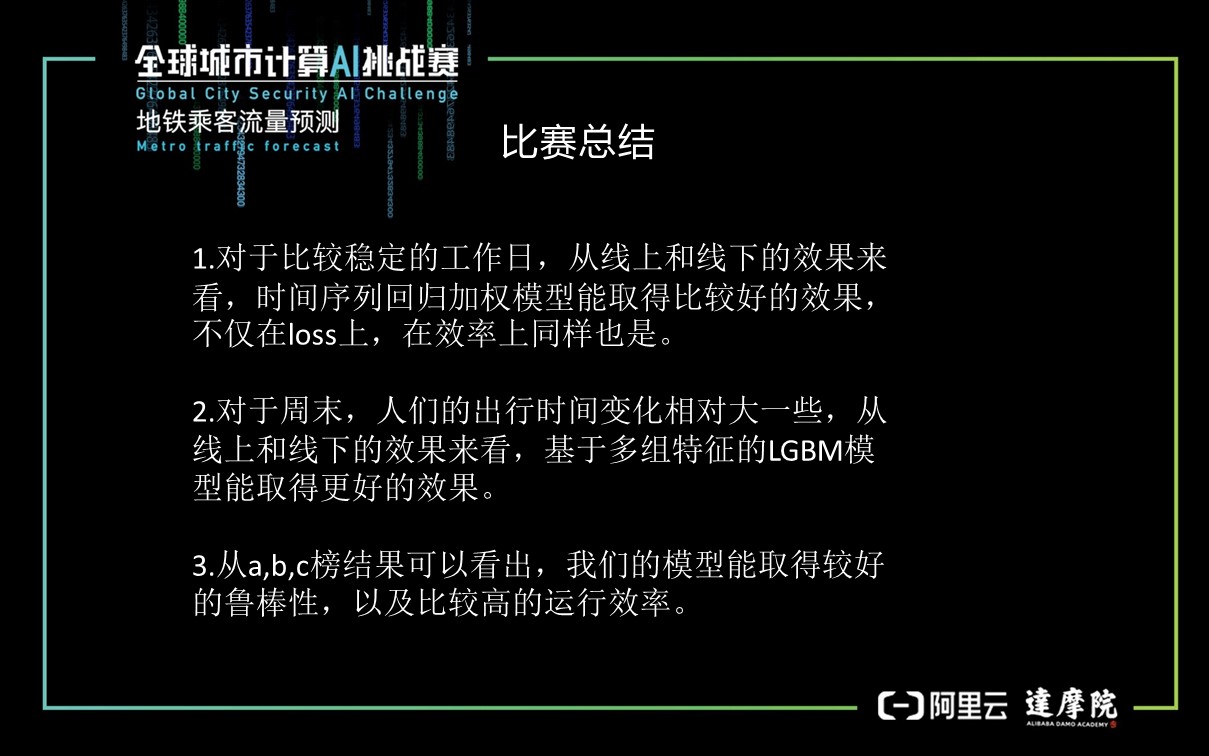 全球城市计算AI挑战赛
Global City Security AI Challenge
地铁乘客流量预测
Metro traffic forecast
比赛总结
1.对于比较稳定的工作日，从线上和线下的效果来
看，时间序列回归加权模型能取得比较好的效果，
不仅在loss上，在效率上同样也是。
2.对于周末，人们的出行时间变化相对大一些，从
线上和线下的效果来看，基于多组特征的LGBM模
型能取得更好的效果。
3.从a,b,c榜结果可以看出，我们的模型能取得较好
的鲁棒性，以及比较高的运行效率。
阿里云
達摩院
ALIBABA DAMO ACADEMY